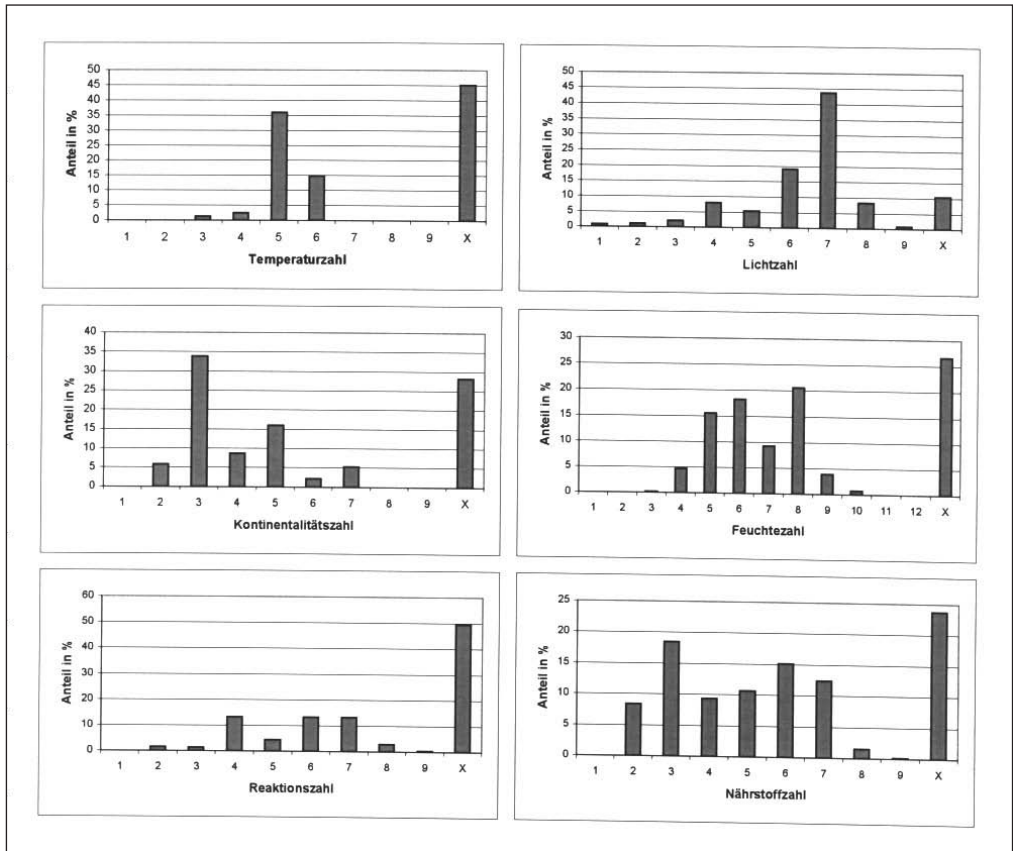 50
45
40
35
30
25
20
15
10
5
0
Anteil in %
1 2 3 4 5 6 7 8 9 X
Temperaturzahl
50
45
40
35
30
25
20
15
10
5
0
Anteil in %
1 2 3 4 5 6 7 8 9 X
Lichtzahl
40
35
30
25
20
15
10
5
0
Anteil in %
1 2 3 4 5 6 7 8 9 X
Kontinentalitätszahl
30
25
20
15
10
5
0
Anteil in %
1 2 3 4 5 6 7 8 9 10 11 12 X
Feuchtezahl
60
50
40
30
20
10
0
Anteil in %
1 2 3 4 5 6 7 8 9 X
Reaktionszahl
25
20
15
10
5
0
Anteil in %
1 2 3 4 5 6 7 8 9 X
Nährstoffzahl